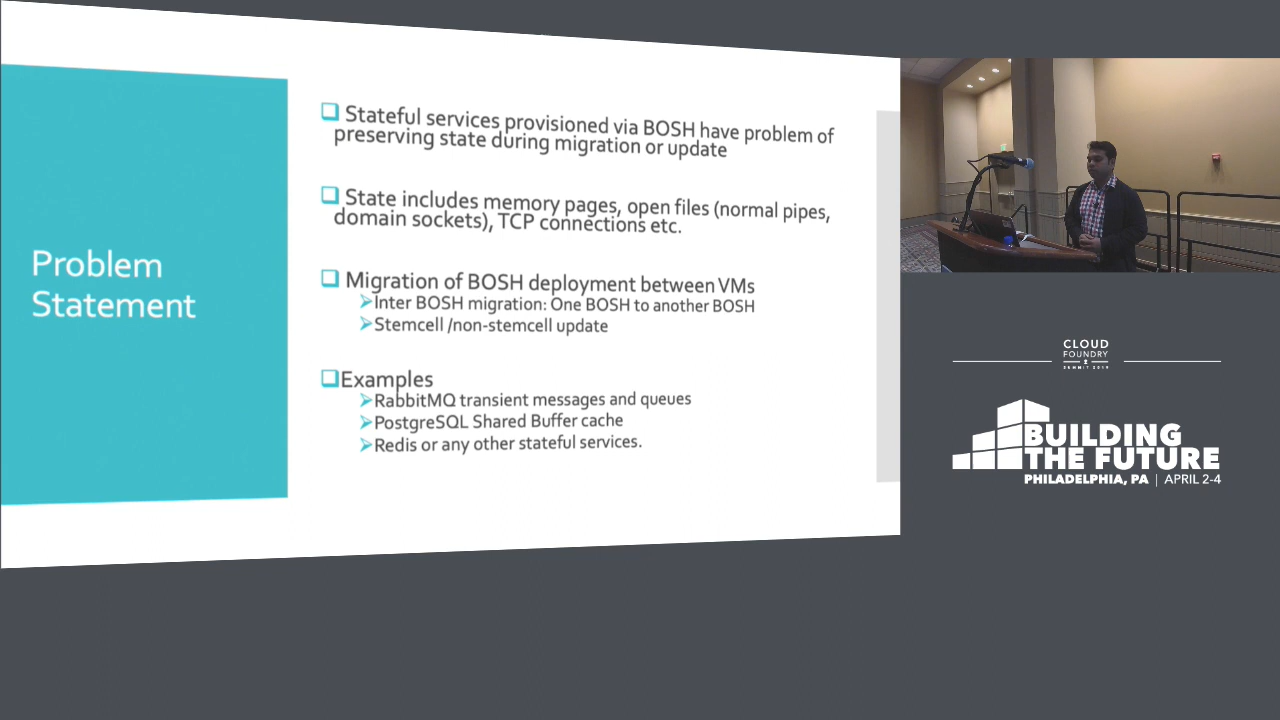 Problem
Statement
Stateful services provisioned via BOSH have problem of
preserving state during migration or update
State includes memory pages, open files (normal pipes,
domain sockets), TCP connections etc.
Migration of BOSH deployment between VMs
Inter BOSH migration: One BOSH to another BOSH
Stemcell /non-stemcell update
Examples
RabbitMQ transient messages and queues
PostgreSQL Shared Buffer cache
Redis or any other stateful services.
CLOUD
FOUNDRY
SUMMIT 2019
BUILDING
THE FUTURE
PHILADELPHIA, PA | APRIL 2-4